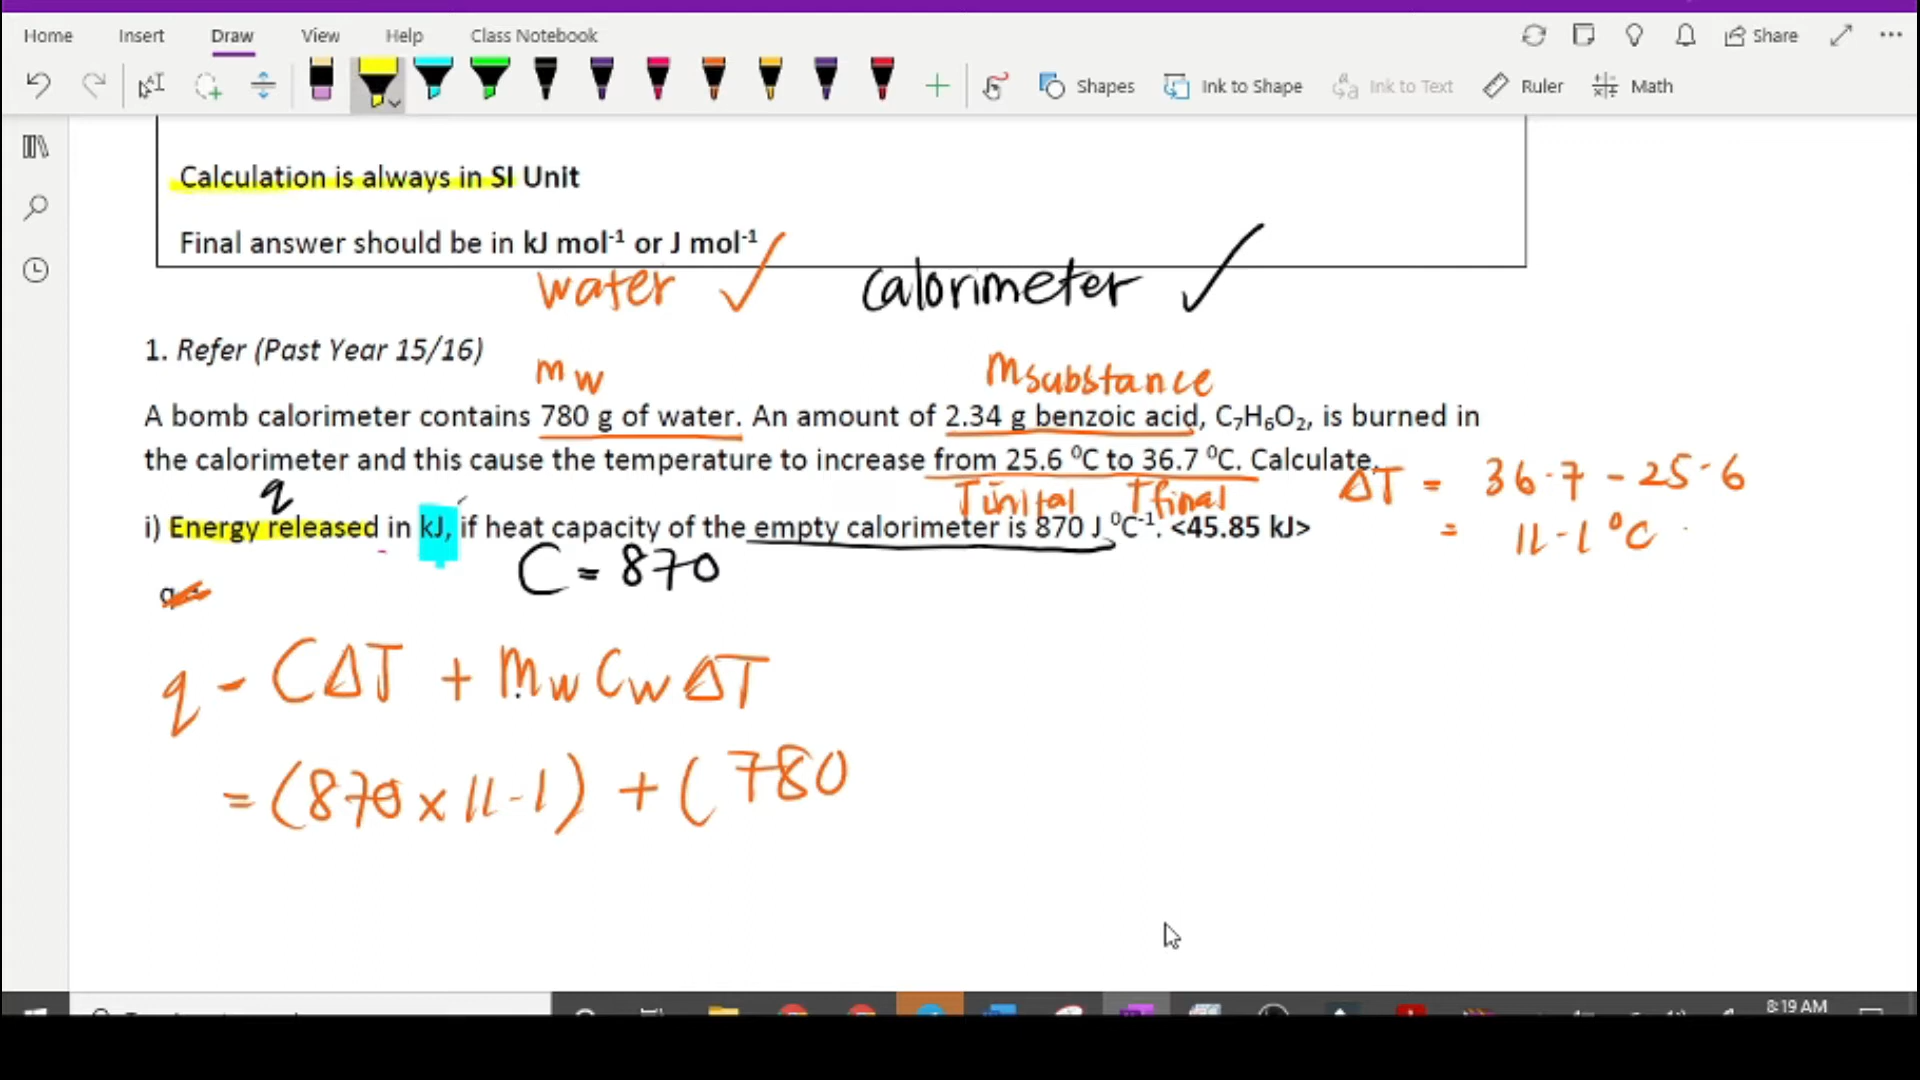 Home Insert Draw View Help Class Notebook Share
Shapes Ink to Shape Ink to Text Ruler Math
Calculation is always in SI Unit
Final answer should be in kJ mol⁻¹ or J mol⁻¹
water calorimeter
1. Refer (Past Year 15/16)
mw msubstance
A bomb calorimeter contains 780 g of water. An amount of 2.34 g benzoic acid, C₇H₆O₂, is burned in
the calorimeter and this cause the temperature to increase from 25.6 ⁰C to 36.7 ⁰C. Calculate,
q Tinital Tfinal ΔT = 36.7 - 25.6
i) Energy released in kJ, if heat capacity of the empty calorimeter is 870 J ⁰C⁻¹. <45.85 kJ>
= 11.1 °C
C = 870
q = CΔT + mwCwΔT
= (870 x 11.1) + (780
8:19 AM